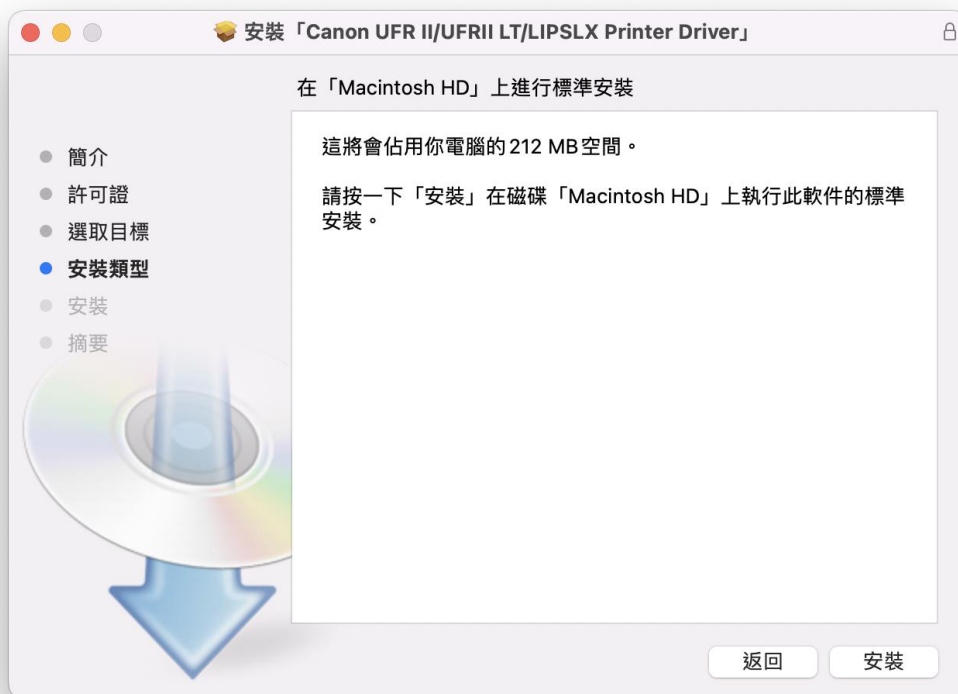 安裝「Canon UFR II/UFRII LT/LIPSLX Printer Driver」
在「Macintosh HD」上進行標準安裝
簡介
許可證
選取目標
安裝類型
安裝
摘要
這將會佔用你電腦的 212 MB 空間。
請按一下「安裝」在磁碟「Macintosh HD」上執行此軟件的標準
安裝。
返回
安裝